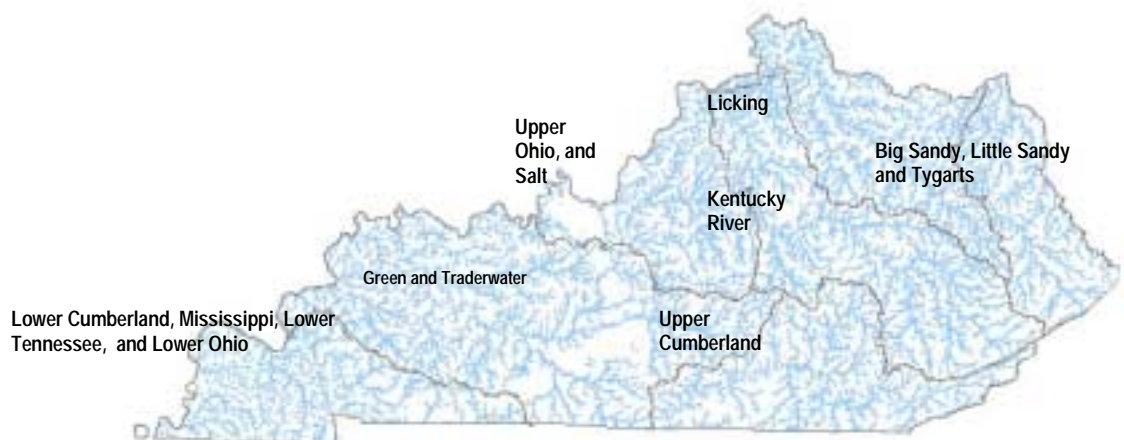 Licking
Upper
Ohio, and
Salt
Big Sandy, Little Sandy
and Tygarts
Kentucky
River
Green and Traderwater
Lower Cumberland, Mississippi, Lower
Tennessee, and Lower Ohio
Upper
Cumberland